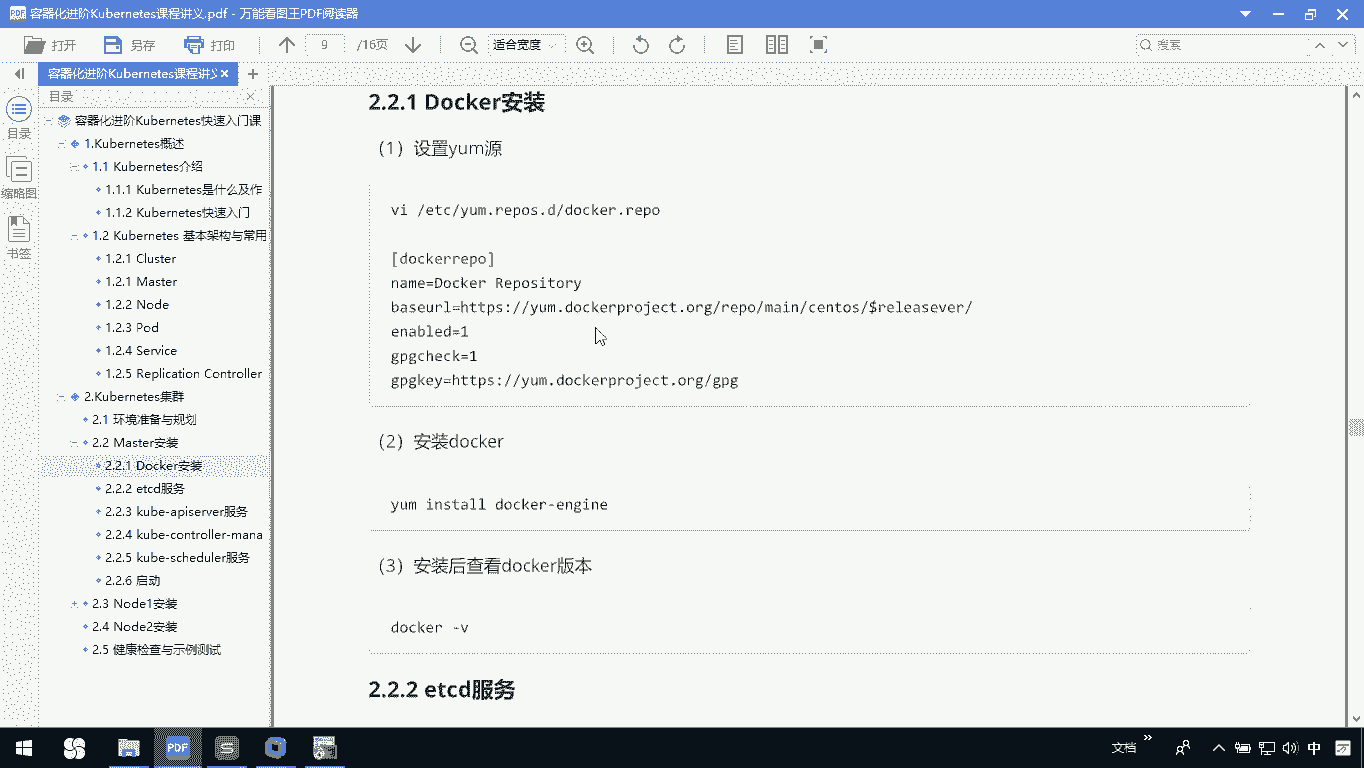 容器化进阶Kubernetes课程讲义.pdf - 万能看图王PDF阅读器
打开
另存
打印
9
/16页
适合宽度
搜索
容器化进阶Kubernetes课程讲义
目录
目录
缩略图
书签
容器化进阶Kubernetes快速入门课
1.Kubernetes概述
1.1 Kubernetes介绍
1.1.1 Kubernetes是什么及作
1.1.2 Kubernetes快速入门
1.2 Kubernetes 基本架构与常用
1.2.1 Cluster
1.2.1 Master
1.2.2 Node
1.2.3 Pod
1.2.4 Service
1.2.5 Replication Controller
2.Kubernetes集群
2.1 环境准备与规划
2.2 Master安装
2.2.1 Docker安装
2.2.2 etcd服务
2.2.3 kube-apiserver服务
2.2.4 kube-controller-mana
2.2.5 kube-scheduler服务
2.2.6 启动
2.3 Node1安装
2.4 Node2安装
2.5 健康检查与示例测试
2.2.1 Docker安装
（1）设置yum源
vi /etc/yum.repos.d/docker.repo
[dockerrepo]
name=Docker Repository
baseurl=https://yum.dockerproject.org/repo/main/centos/$releasever/
enabled=1
gpgcheck=1
gpgkey=https://yum.dockerproject.org/gpg
（2）安装docker
yum install docker-engine
（3）安装后查看docker版本
docker -v
2.2.2 etcd服务
PDF
文档
中